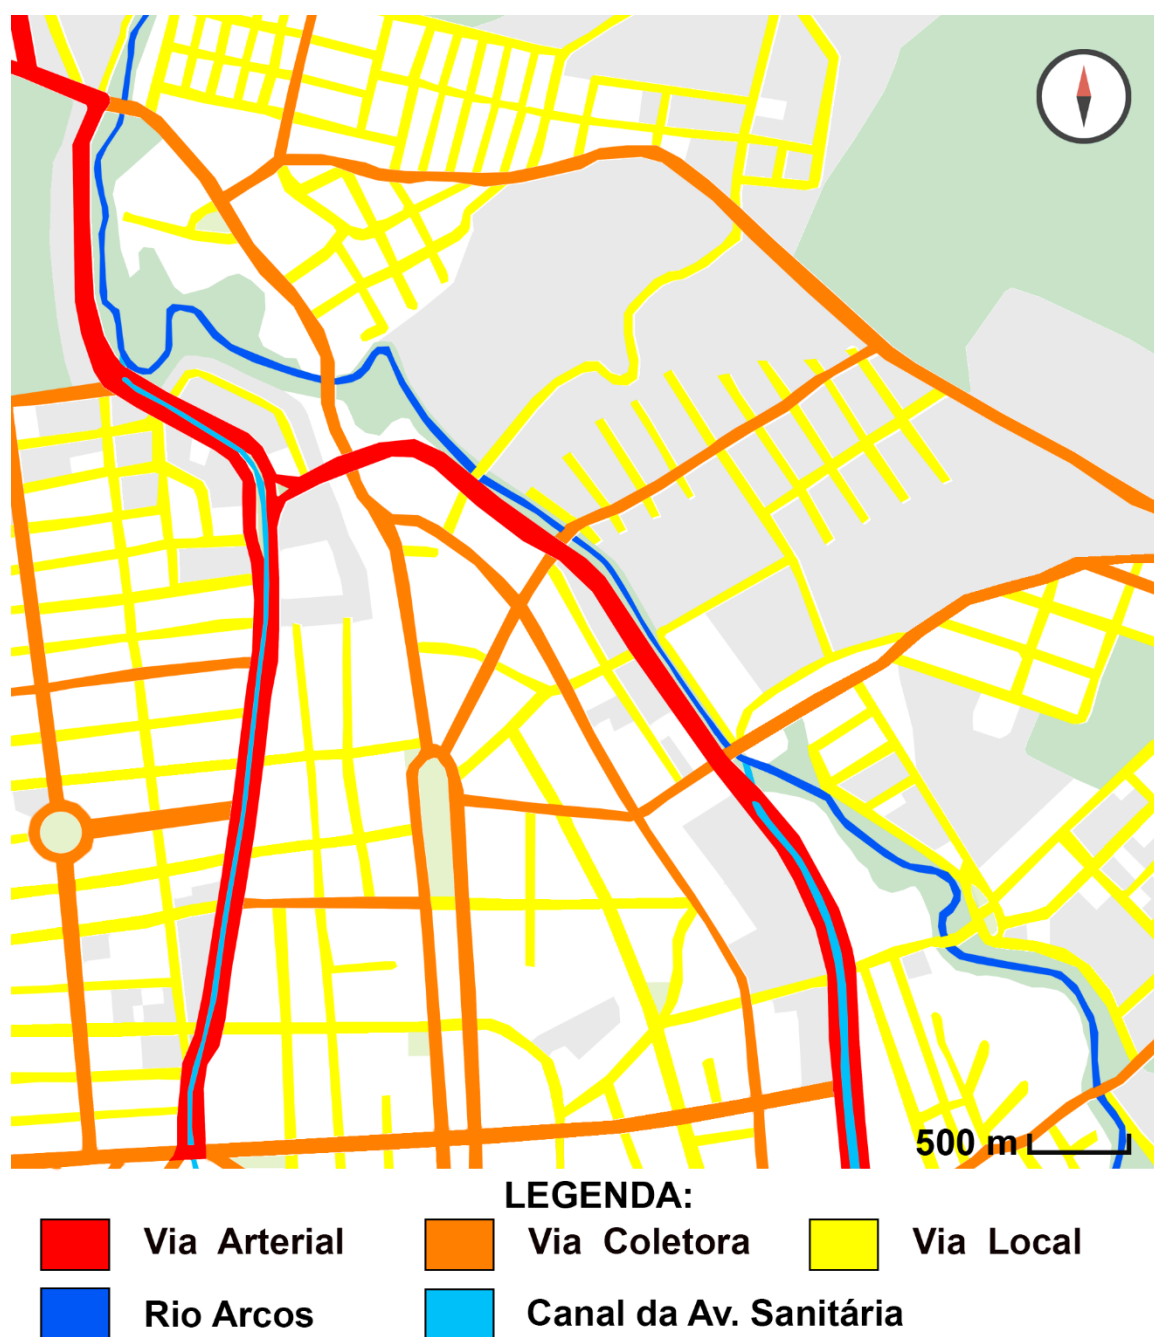 500 m
LEGENDA:
Via Arterial
Via Coletora
Via Local
Rio Arcos
Canal da Av. Sanitária